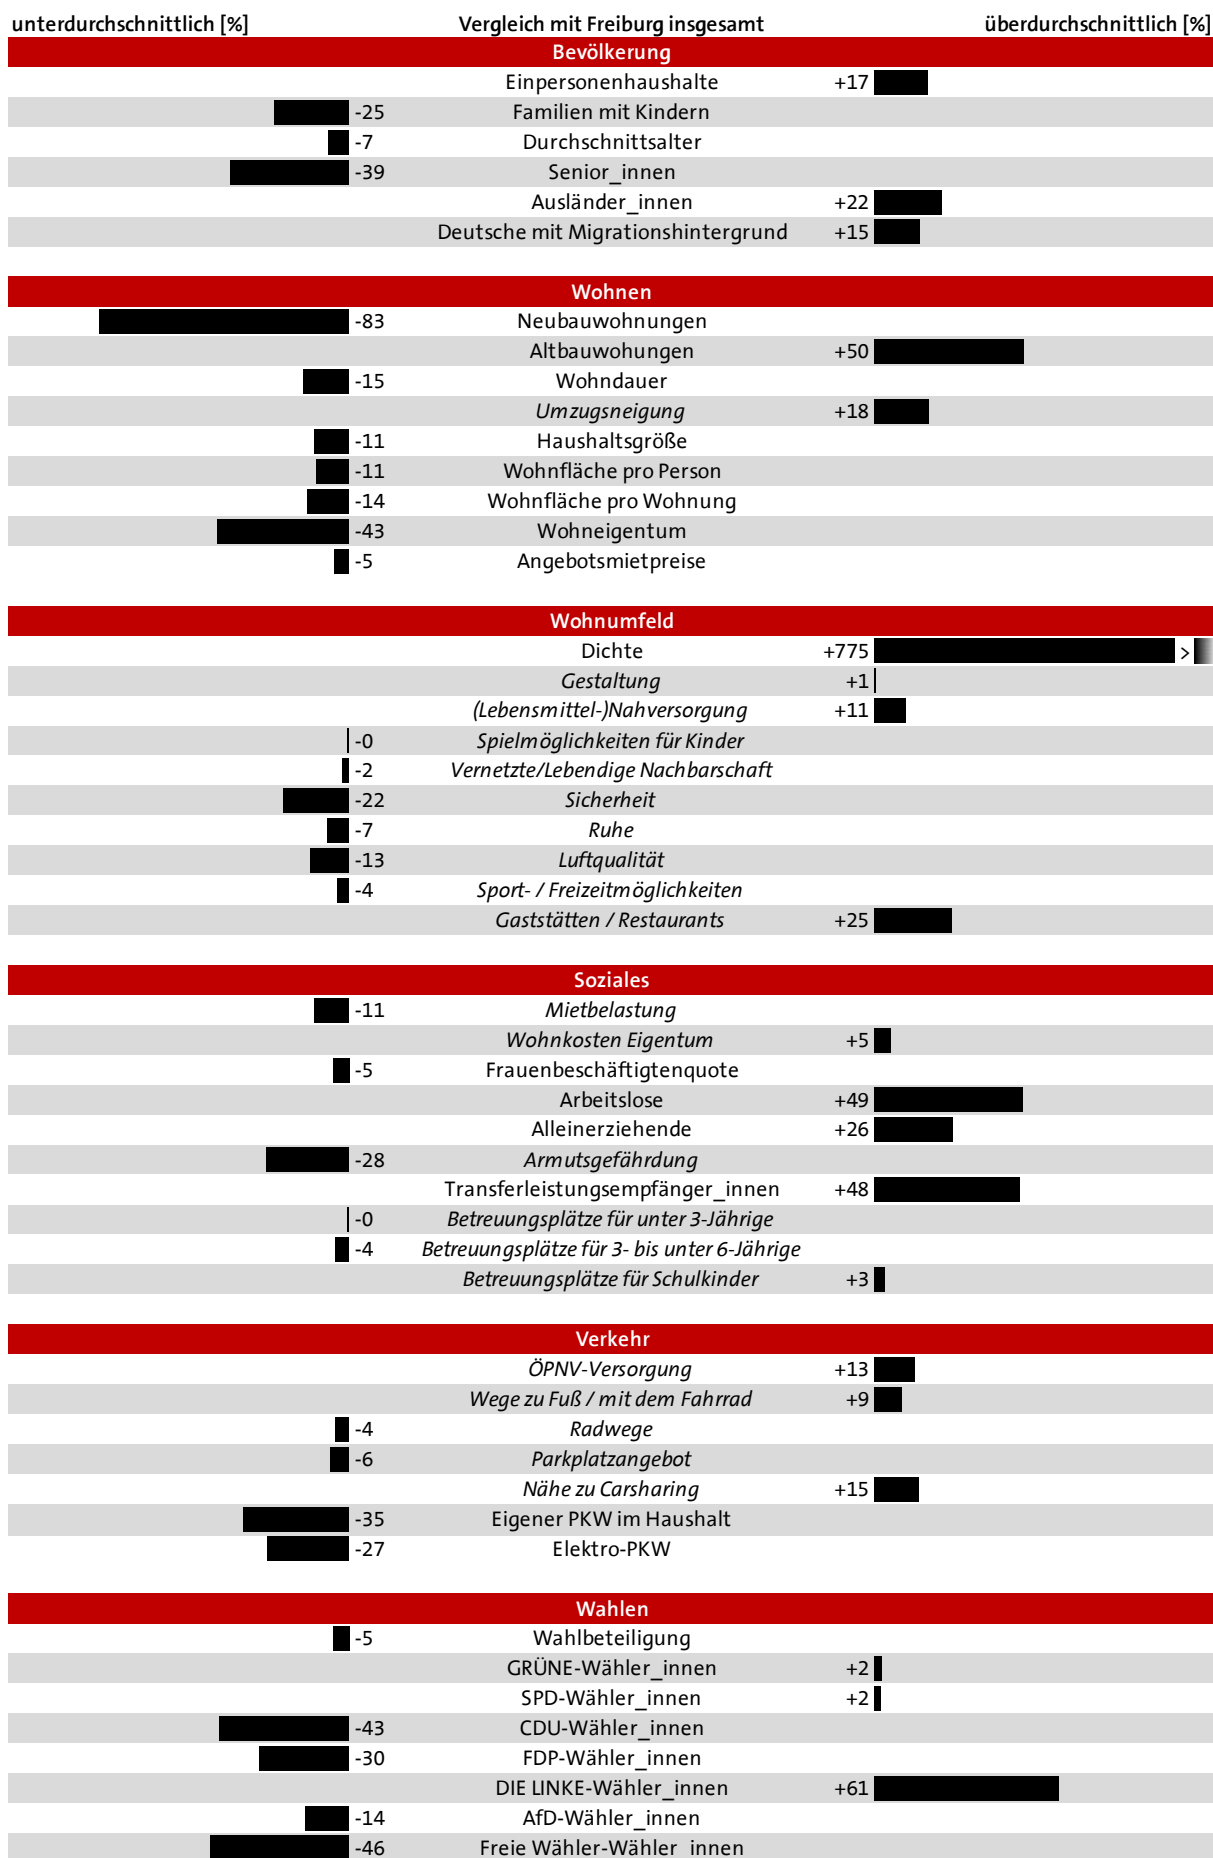 unterdurchschnittlich [%] Vergleich mit Freiburg insgesamt überdurchschnittlich [%]
Bevölkerung
Einpersonenhaushalte +17
-25 Familien mit Kindern
-7 Durchschnittsalter
-39 Senior_innen
Ausländer_innen +22
Deutsche mit Migrationshintergrund +15
Wohnen
-83 Neubauwohnungen
Altbauwohungen +50
-15 Wohndauer
Umzugsneigung +18
-11 Haushaltsgröße
-11 Wohnfläche pro Person
-14 Wohnfläche pro Wohnung
-43 Wohneigentum
-5 Angebotsmietpreise
Wohnumfeld
Dichte +775 >
Gestaltung +1
(Lebensmittel-)Nahversorgung +11
-0 Spielmöglichkeiten für Kinder
-2 Vernetzte/Lebendige Nachbarschaft
-22 Sicherheit
-7 Ruhe
-13 Luftqualität
-4 Sport- / Freizeitmöglichkeiten
Gaststätten / Restaurants +25
Soziales
-11 Mietbelastung
Wohnkosten Eigentum +5
-5 Frauenbeschäftigtenquote
Arbeitslose +49
Alleinerziehende +26
-28 Armutsgefährdung
Transferleistungsempfänger_innen +48
-0 Betreuungsplätze für unter 3-Jährige
-4 Betreuungsplätze für 3- bis unter 6-Jährige
Betreuungsplätze für Schulkinder +3
Verkehr
ÖPNV-Versorgung +13
Wege zu Fuß / mit dem Fahrrad +9
-4 Radwege
-6 Parkplatzangebot
Nähe zu Carsharing +15
-35 Eigener PKW im Haushalt
-27 Elektro-PKW
Wahlen
-5 Wahlbeteiligung
GRÜNE-Wähler_innen +2
SPD-Wähler_innen +2
-43 CDU-Wähler_innen
-30 FDP-Wähler_innen
DIE LINKE-Wähler_innen +61
-14 AfD-Wähler_innen
-46 Freie Wähler-Wähler_innen